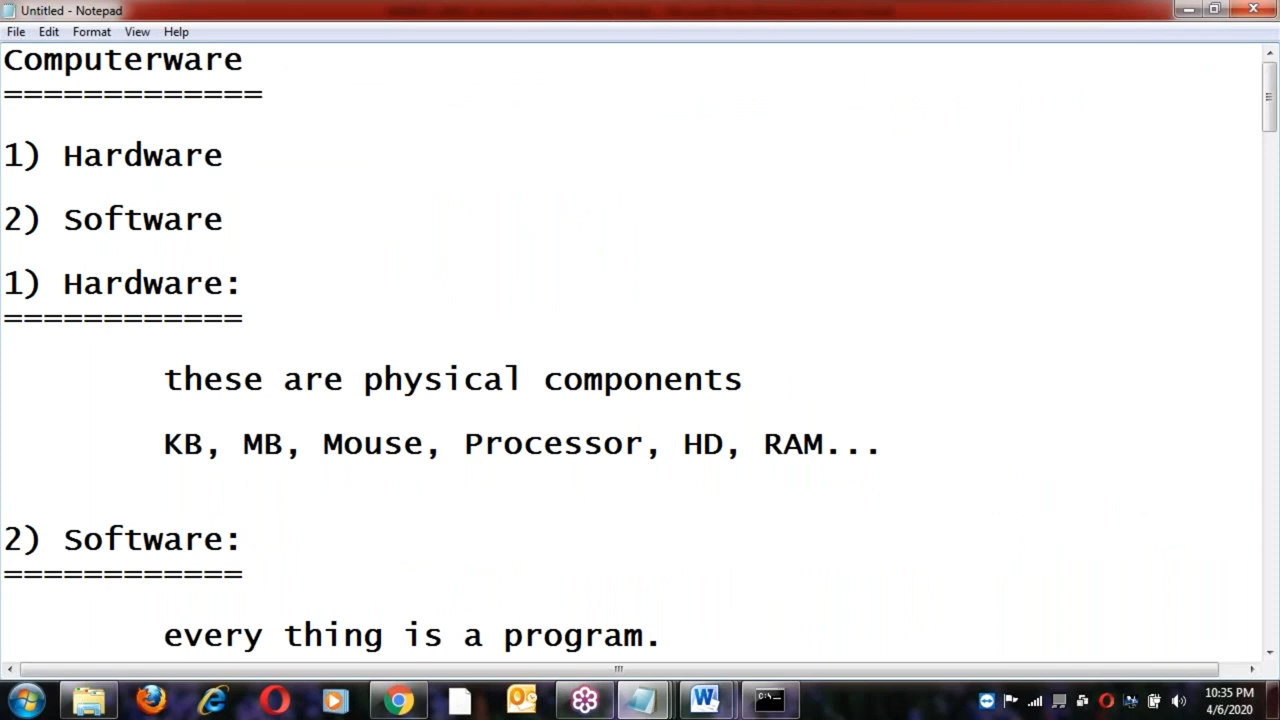 Untitled - Notepad
File Edit Format View Help
Computerware
=============
1) Hardware
2) Software
1) Hardware:
============
these are physical components
KB, MB, Mouse, Processor, HD, RAM...
2) Software:
============
every thing is a program.
10:35 PM
4/6/2020